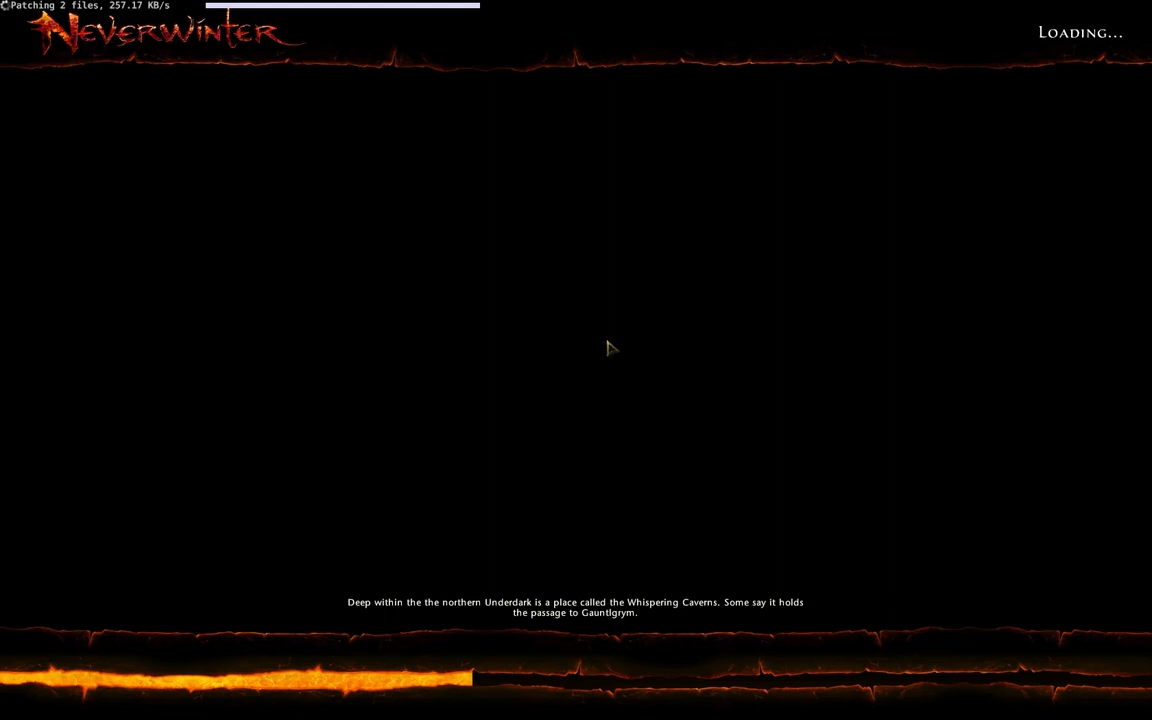 Patching 2 files, 257.17 KB/s
NEVERWINTER
LOADING...
Deep within the the northern Underdark is a place called the Whispering Caverns. Some say it holds
the passage to Gauntlgrym.